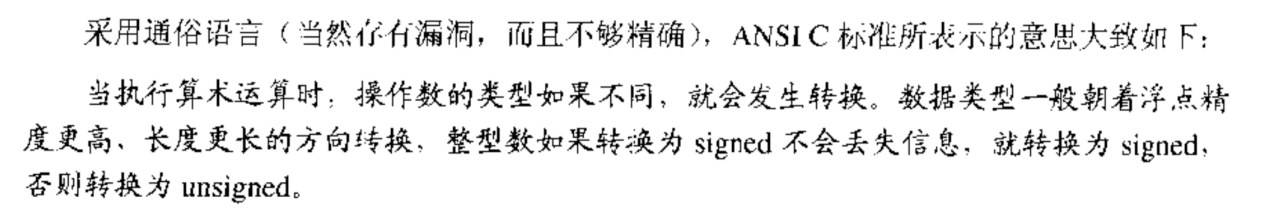 采用通俗语言（当然存有漏洞，而且不够精确），ANSI C 标准所表示的意思大致如下：
当执行算术运算时，操作数的类型如果不同，就会发生转换。数据类型一般朝着浮点精
度更高、长度更长的方向转换，整型数如果转换为 signed 不会丢失信息，就转换为 signed，
否则转换为 unsigned。